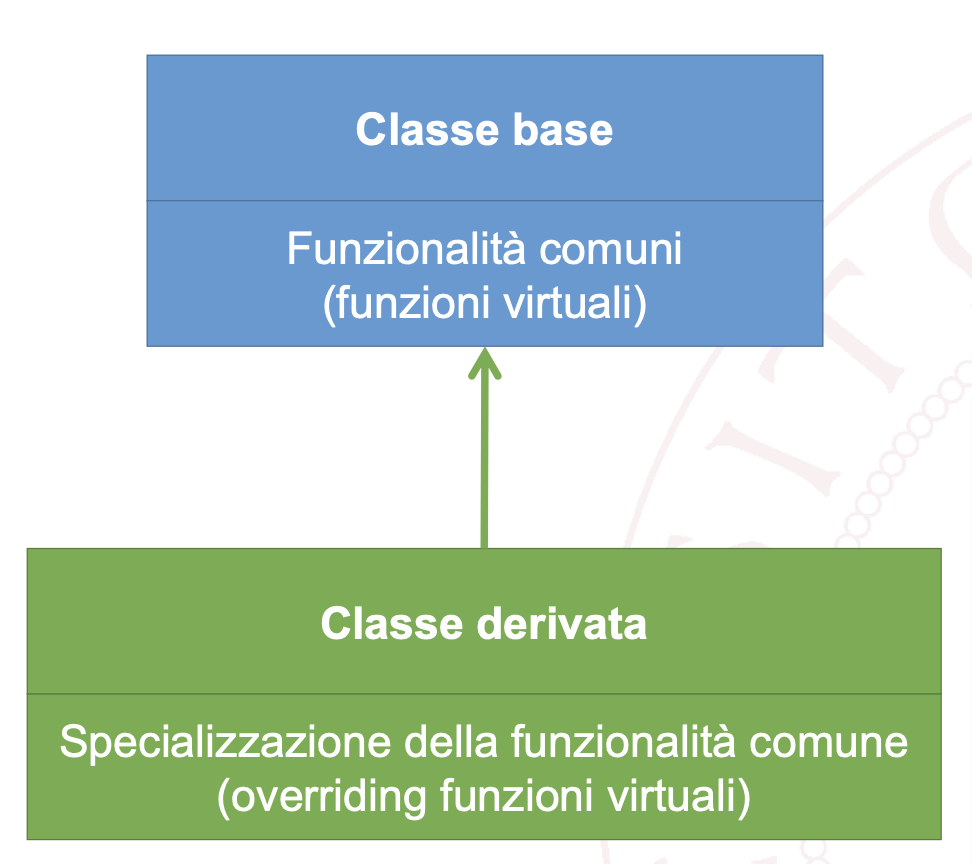 Classe base
Funzionalità comuni
(funzioni virtuali)
Classe derivata
Specializzazione della funzionalità comune
(overriding funzioni virtuali)